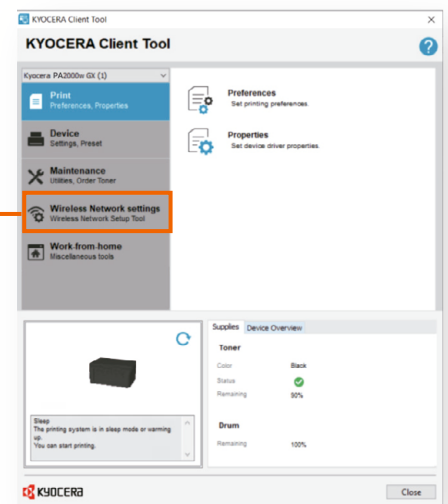 KYOCERA Client Tool
KYOCERA Client Tool
?
Kyocera PA2000w GX (1)
Print
Preferences, Properties
Device
Settings, Preset
Maintenance
Utilities, Order Toner
Wireless Network settings
Wireless Network Setup Tool
Work-from-home
Miscellaneous tools
Preferences
Set printing preferences.
Properties
Set device driver properties.
Sleep
The printing system is in sleep mode or warming
up.
You can start printing.
Supplies Device Overview
Toner
Color Black
Status
Remaining 90%
Drum
Remaining 100%
KYOCERA
Close